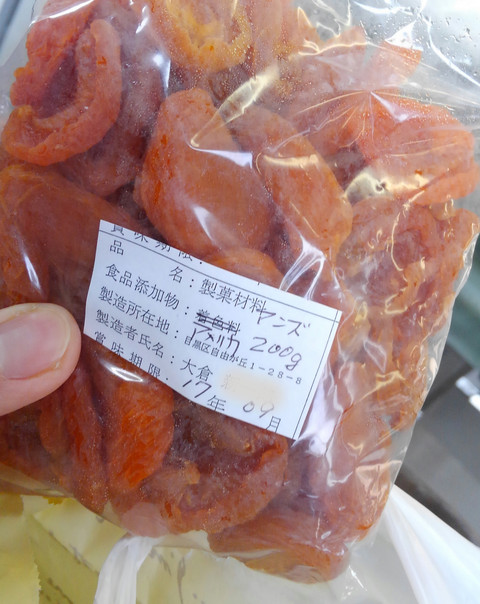 賞味期限:
品 名:製菓材料 ヤンズ
食品添加物:着色料 アメリカ 200g
製造所在地:目黒区自由が丘1-28-8
製造者氏名:大倉
賞味期限:17年 09月